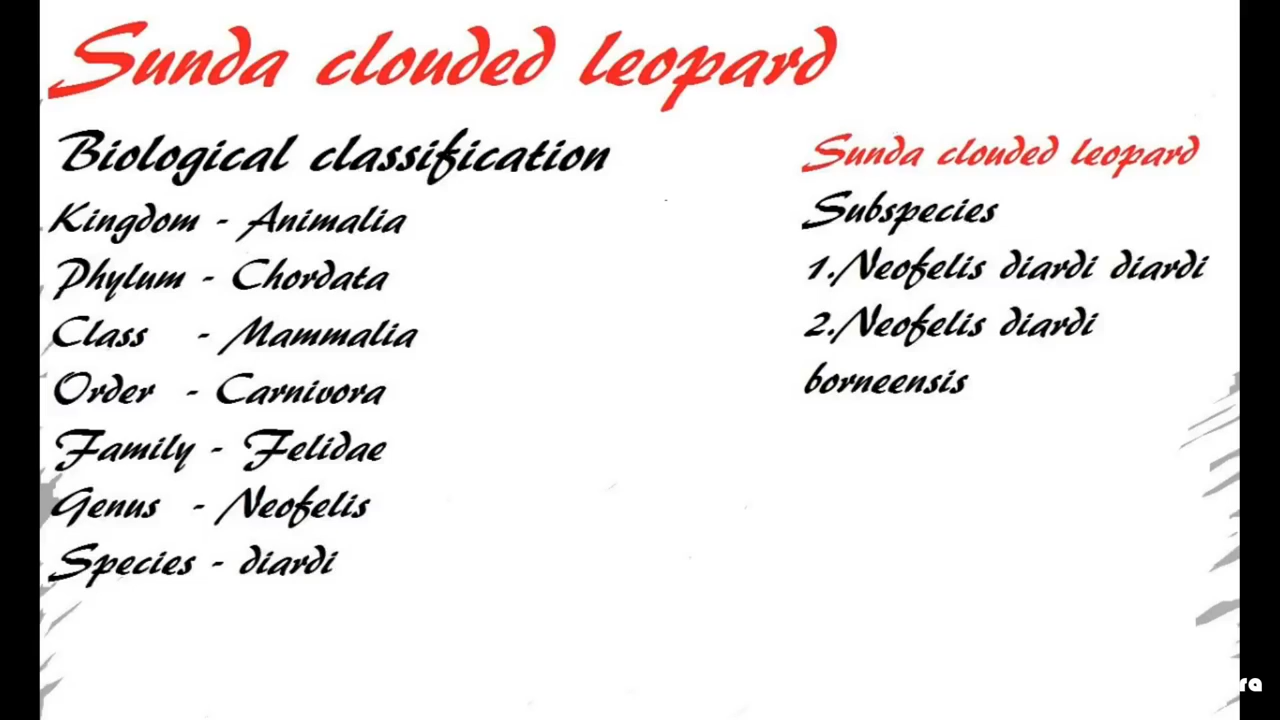 Sunda clouded leopard
Biological classification
Kingdom - Animalia
Phylum - Chordata
Class - Mammalia
Order - Carnivora
Family - Felidae
Genus - Neofelis
Species - diardi
Sunda clouded leopard
Subspecies
1.Neofelis diardi diardi
2.Neofelis diardi
borneensis